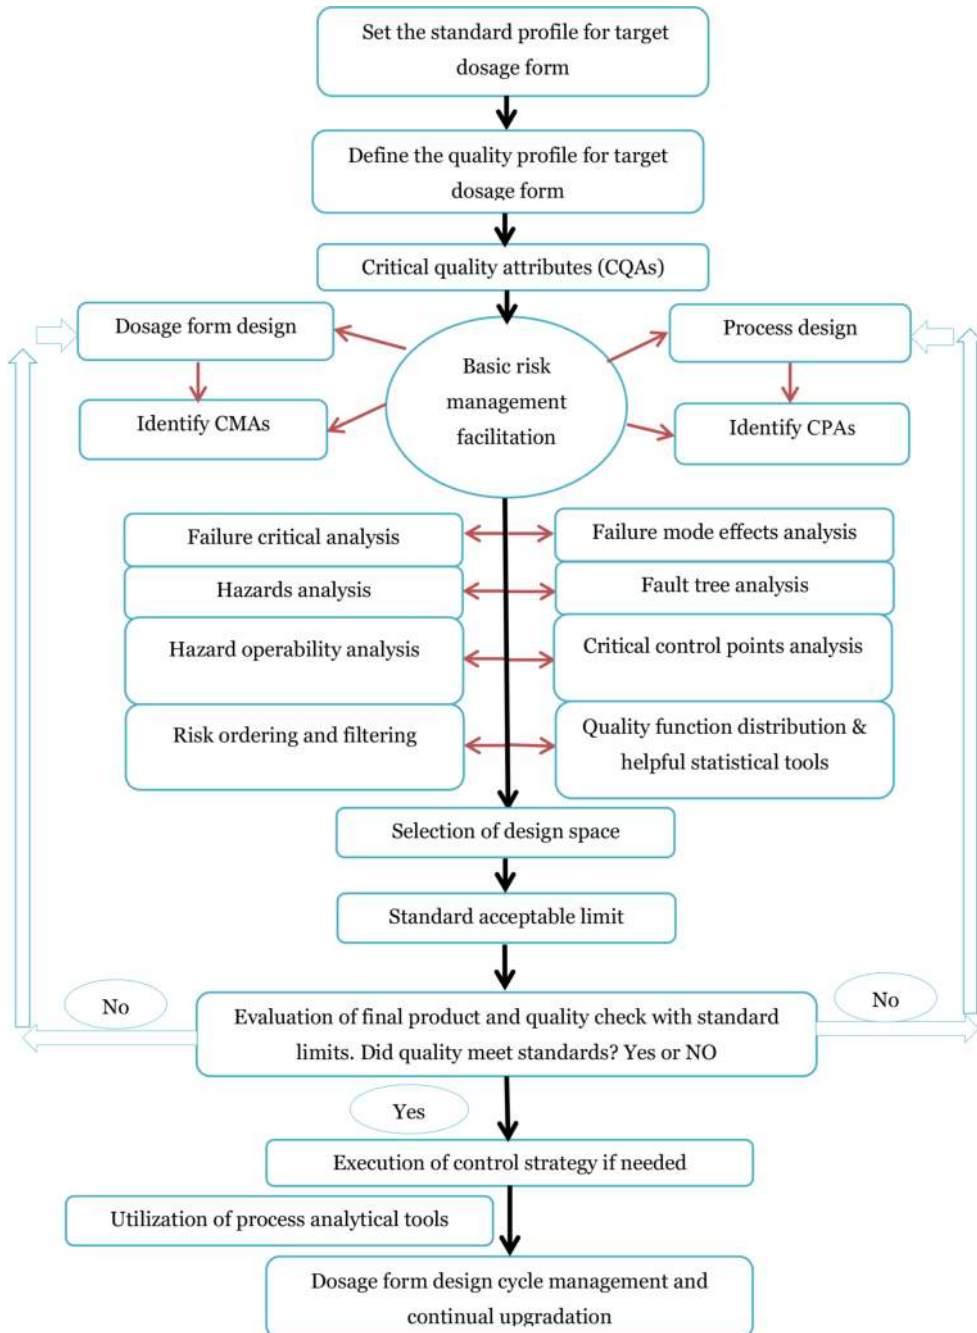 Set the standard profile for target
dosage form
Define the quality profile for target
dosage form
Critical quality attributes (CQAs)
Dosage form design
Process design
Basic risk
management
facilitation
Identify CMAs
Identify CPAs
Failure critical analysis
Failure mode effects analysis
Hazards analysis
Fault tree analysis
Hazard operability analysis
Critical control points analysis
Risk ordering and filtering
Quality function distribution &
helpful statistical tools
Selection of design space
Standard acceptable limit
No
No
Evaluation of final product and quality check with standard
limits. Did quality meet standards? Yes or NO
Yes
Execution of control strategy if needed
Utilization of process analytical tools
Dosage form design cycle management and
continual upgradation